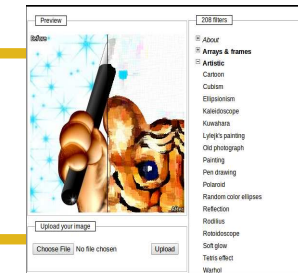 Preview
Before
After
Upload your image
Choose File No file chosen Upload
208 filters
About
Arrays & frames
Artistic
Cartoon
Cubism
Ellipsionism
Kaleidoscope
Kuwahara
Lylejk's painting
Old photograph
Painting
Pen drawing
Polaroid
Random color ellipses
Reflection
Rodilius
Rotoidoscope
Soft glow
Tetris effect
Warhol